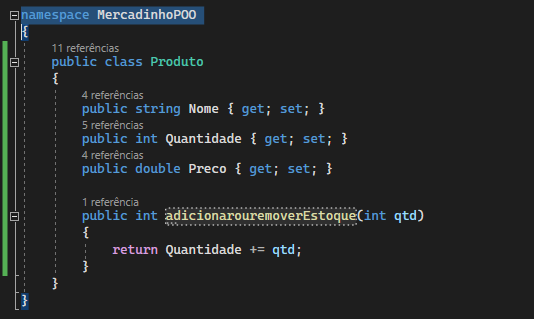 namespace MercadinhoPOO
{
11 referências
public class Produto
{
4 referências
public string Nome { get; set; }
5 referências
public int Quantidade { get; set; }
4 referências
public double Preco { get; set; }
1 referência
public int adicionarouremoverEstoque(int qtd)
{
return Quantidade += qtd;
}
}
}